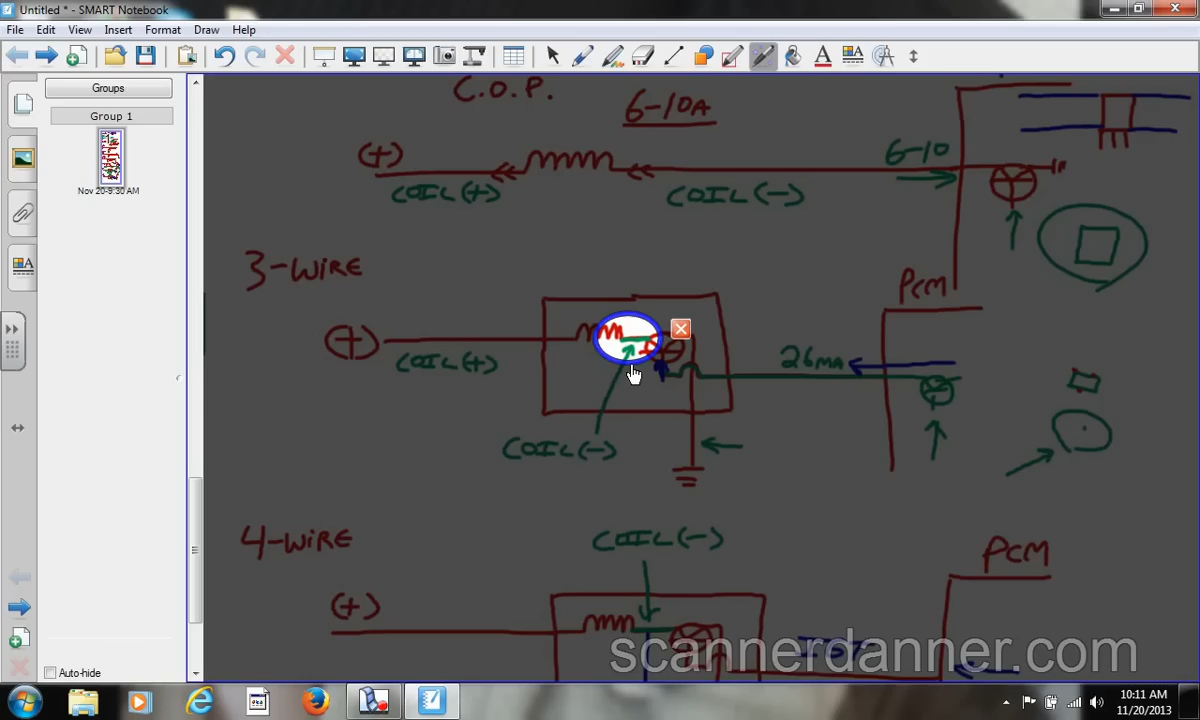 Untitled * - SMART Notebook
File Edit View Insert Format Draw Help
Groups
Group 1
Nov 20-9:30 AM
Auto-hide
C.O.P.
6-10A
(+)
COIL (+)
COIL (-)
6-10
3-WIRE
PCM
+
COIL (+)
26MA
COIL (-)
4-WIRE
COIL (-)
PCM
(+)
scannerdanner.com
10:11 AM
11/20/2013